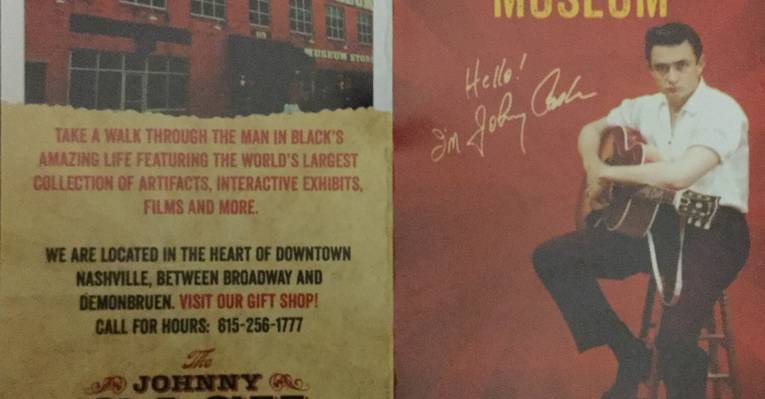 MUSEUM STORE
TAKE A WALK THROUGH THE MAN IN BLACK'S
AMAZING LIFE FEATURING THE WORLD'S LARGEST
COLLECTION OF ARTIFACTS, INTERACTIVE EXHIBITS,
FILMS AND MORE.
WE ARE LOCATED IN THE HEART OF DOWNTOWN
NASHVILLE, BETWEEN BROADWAY AND
DEMONBRUEN. VISIT OUR GIFT SHOP!
CALL FOR HOURS: 615-256-1777
The
JOHNNY
MUSEUM
Hello!
I'm Johnny Cash